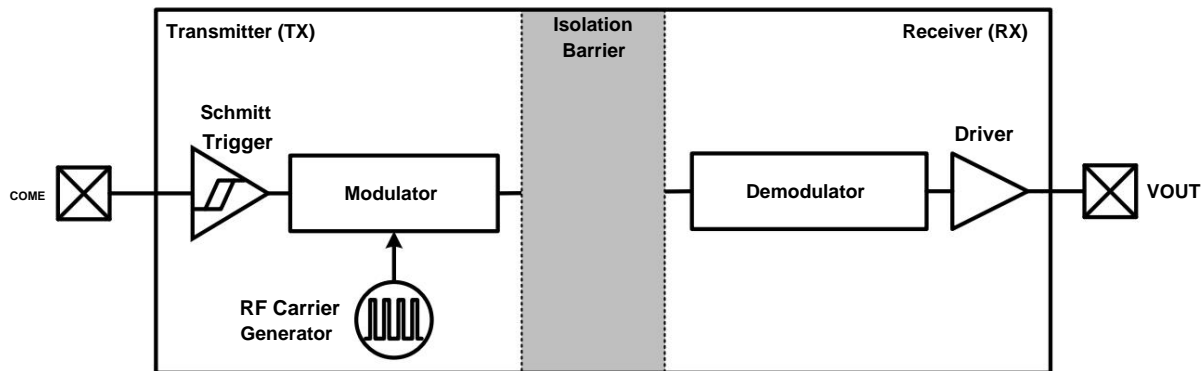 Transmitter (TX)
Isolation
Barrier
Receiver (RX)
Schmitt
Trigger
Driver
COME
Modulator
Demodulator
VOUT
RF Carrier
Generator